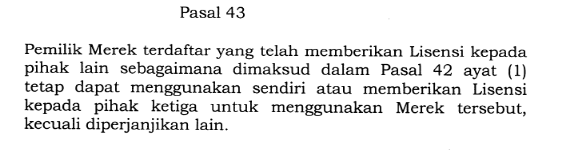 Pasal 43
Pemilik Merek terdaftar yang telah memberikan Lisensi kepada
pihak lain sebagaimana dimaksud dalam Pasal 42 ayat (1)
tetap dapat menggunakan sendiri atau memberikan Lisensi
kepada pihak ketiga untuk menggunakan Merek tersebut,
kecuali diperjanjikan lain.